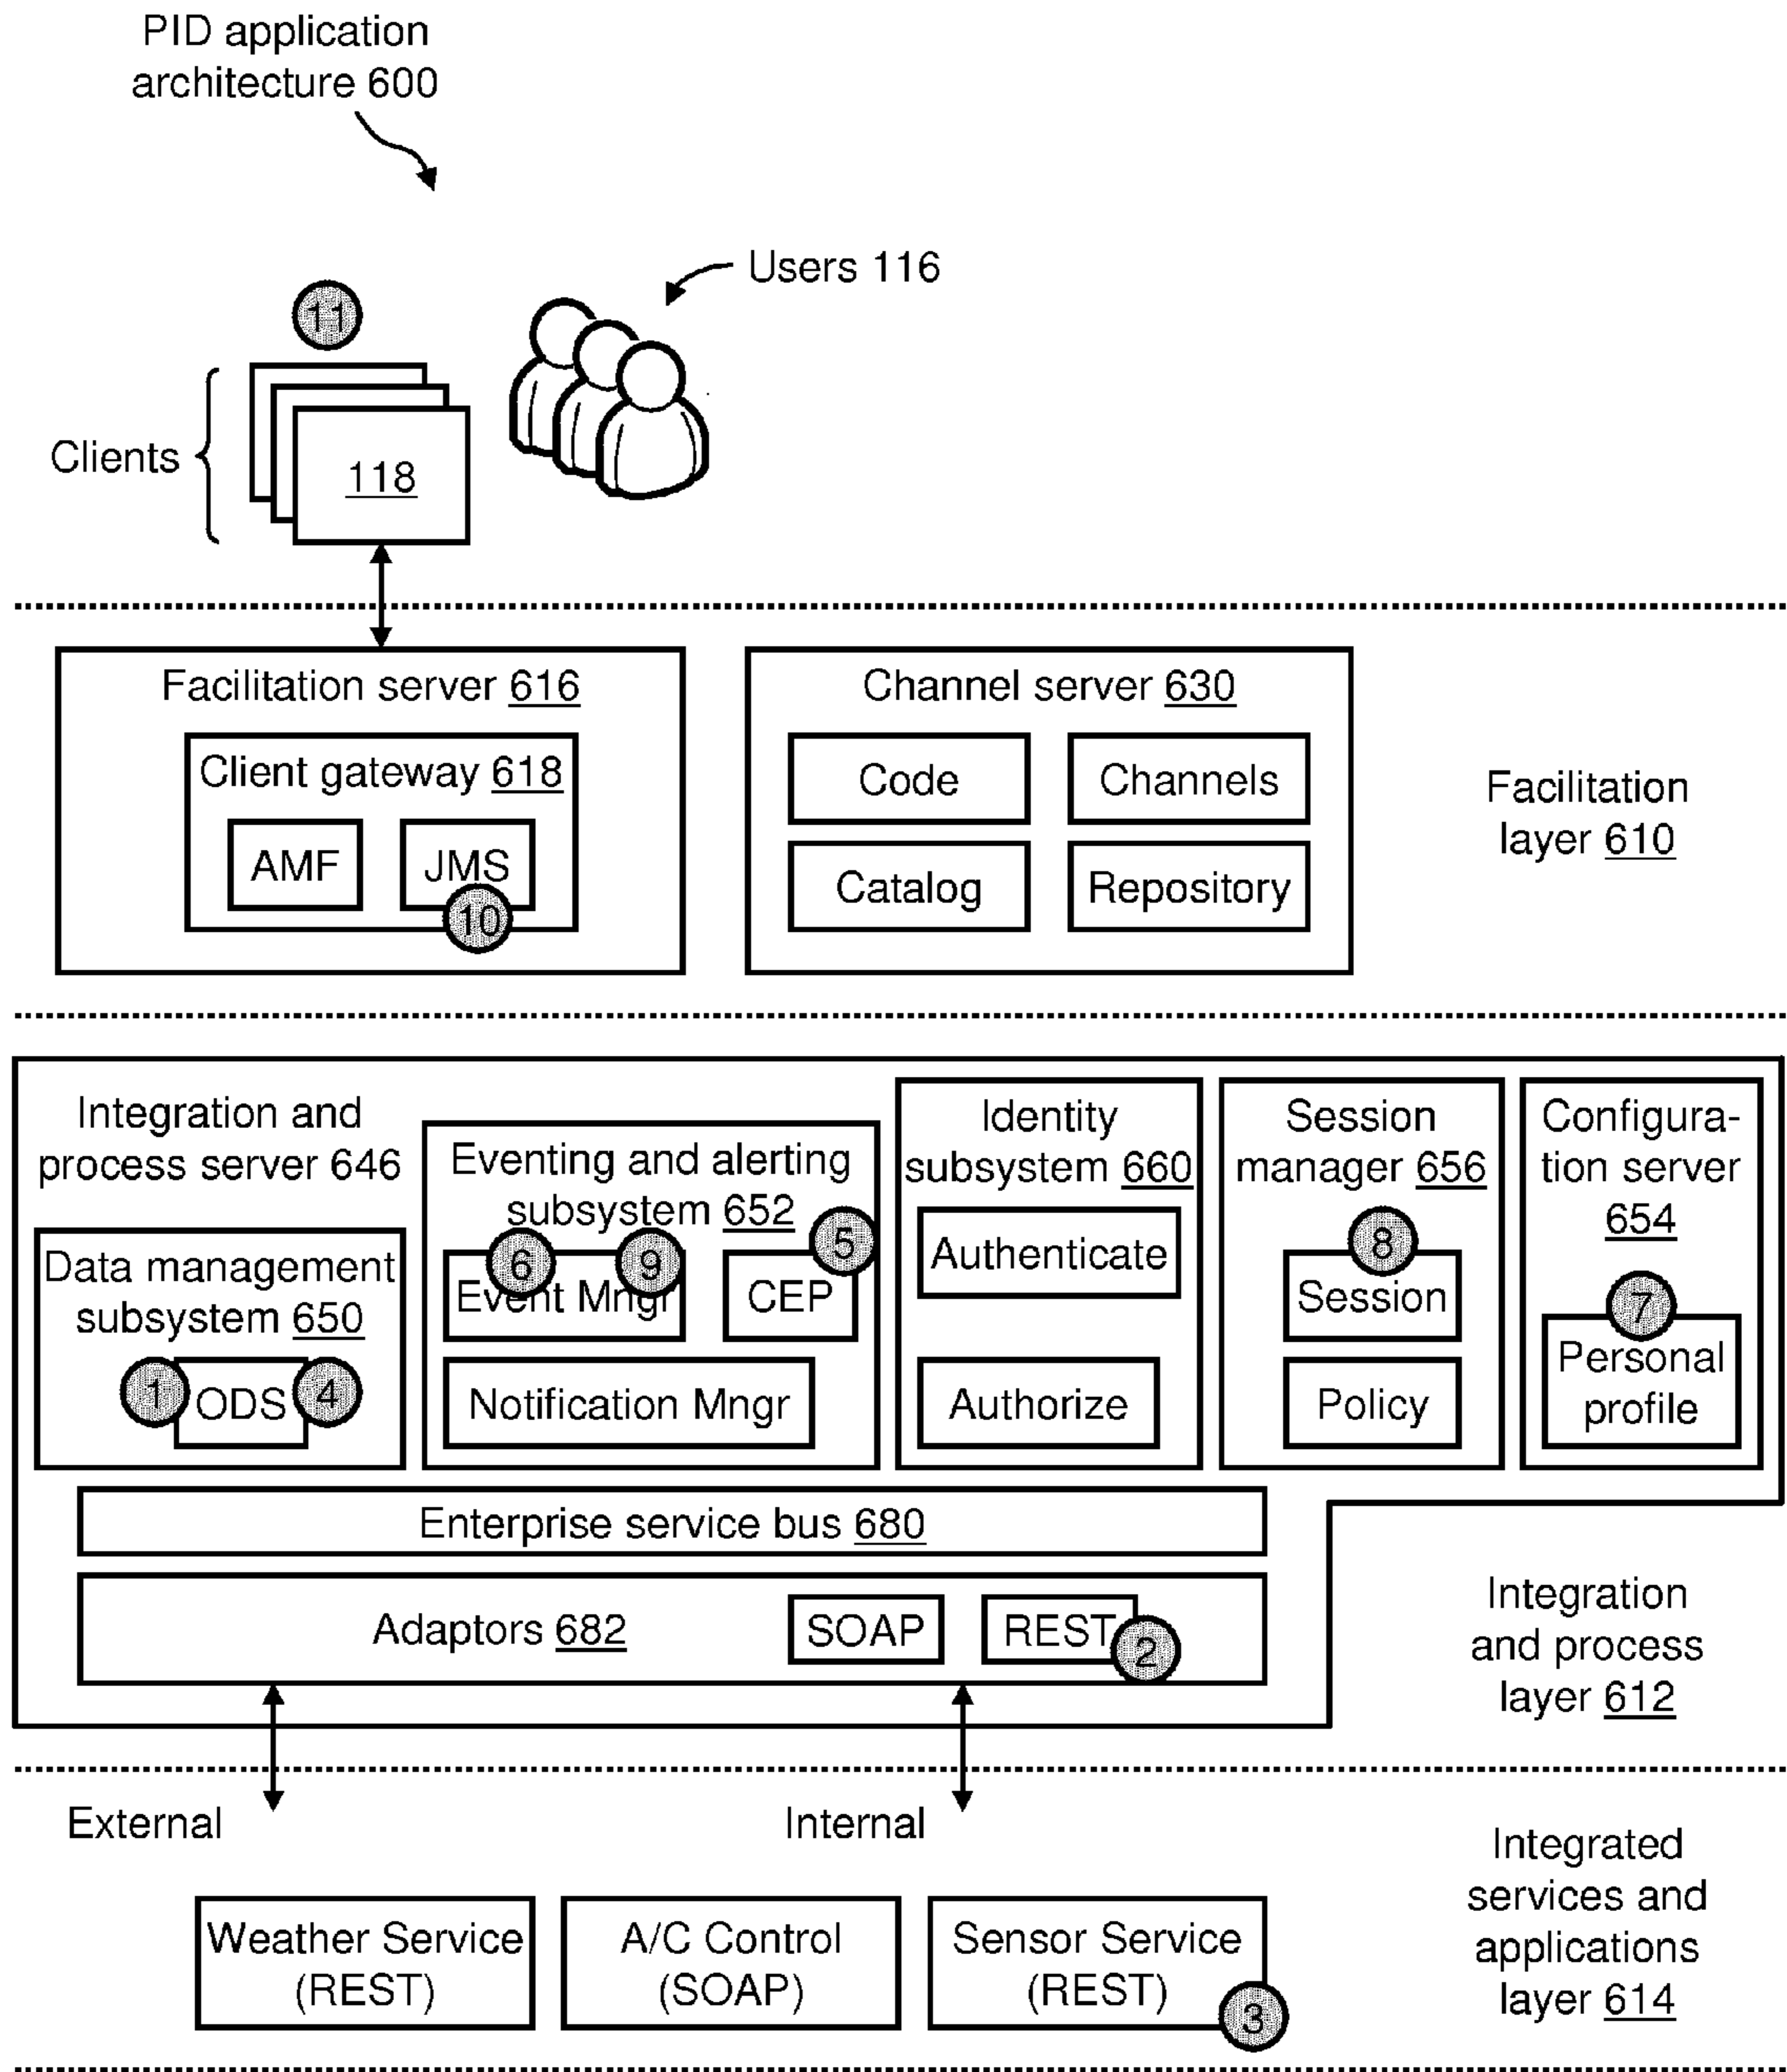 PID application
architecture 600
Users 116
11
Clients
118
Facilitation server 616
Client gateway 618
AMF
JMS
10
Channel server 630
Code
Channels
Catalog
Repository
Facilitation
layer 610
Integration and
process server 646
Data management
subsystem 650
1
ODS
4
Eventing and alerting
subsystem 652
6
9
5
Event Mngr
CEP
Notification Mngr
Identity
subsystem 660
Authenticate
Authorize
Session
manager 656
8
Session
Policy
Configura-
tion server
654
7
Personal
profile
Enterprise service bus 680
Adaptors 682
SOAP
REST
2
Integration
and process
layer 612
External
Internal
Weather Service
(REST)
A/C Control
(SOAP)
Sensor Service
(REST)
3
Integrated
services and
applications
layer 614